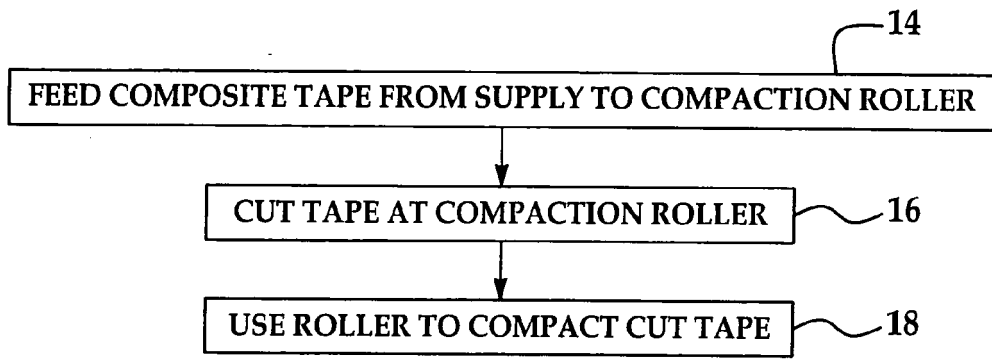 14
FEED COMPOSITE TAPE FROM SUPPLY TO COMPACTION ROLLER
CUT TAPE AT COMPACTION ROLLER
16
USE ROLLER TO COMPACT CUT TAPE
18